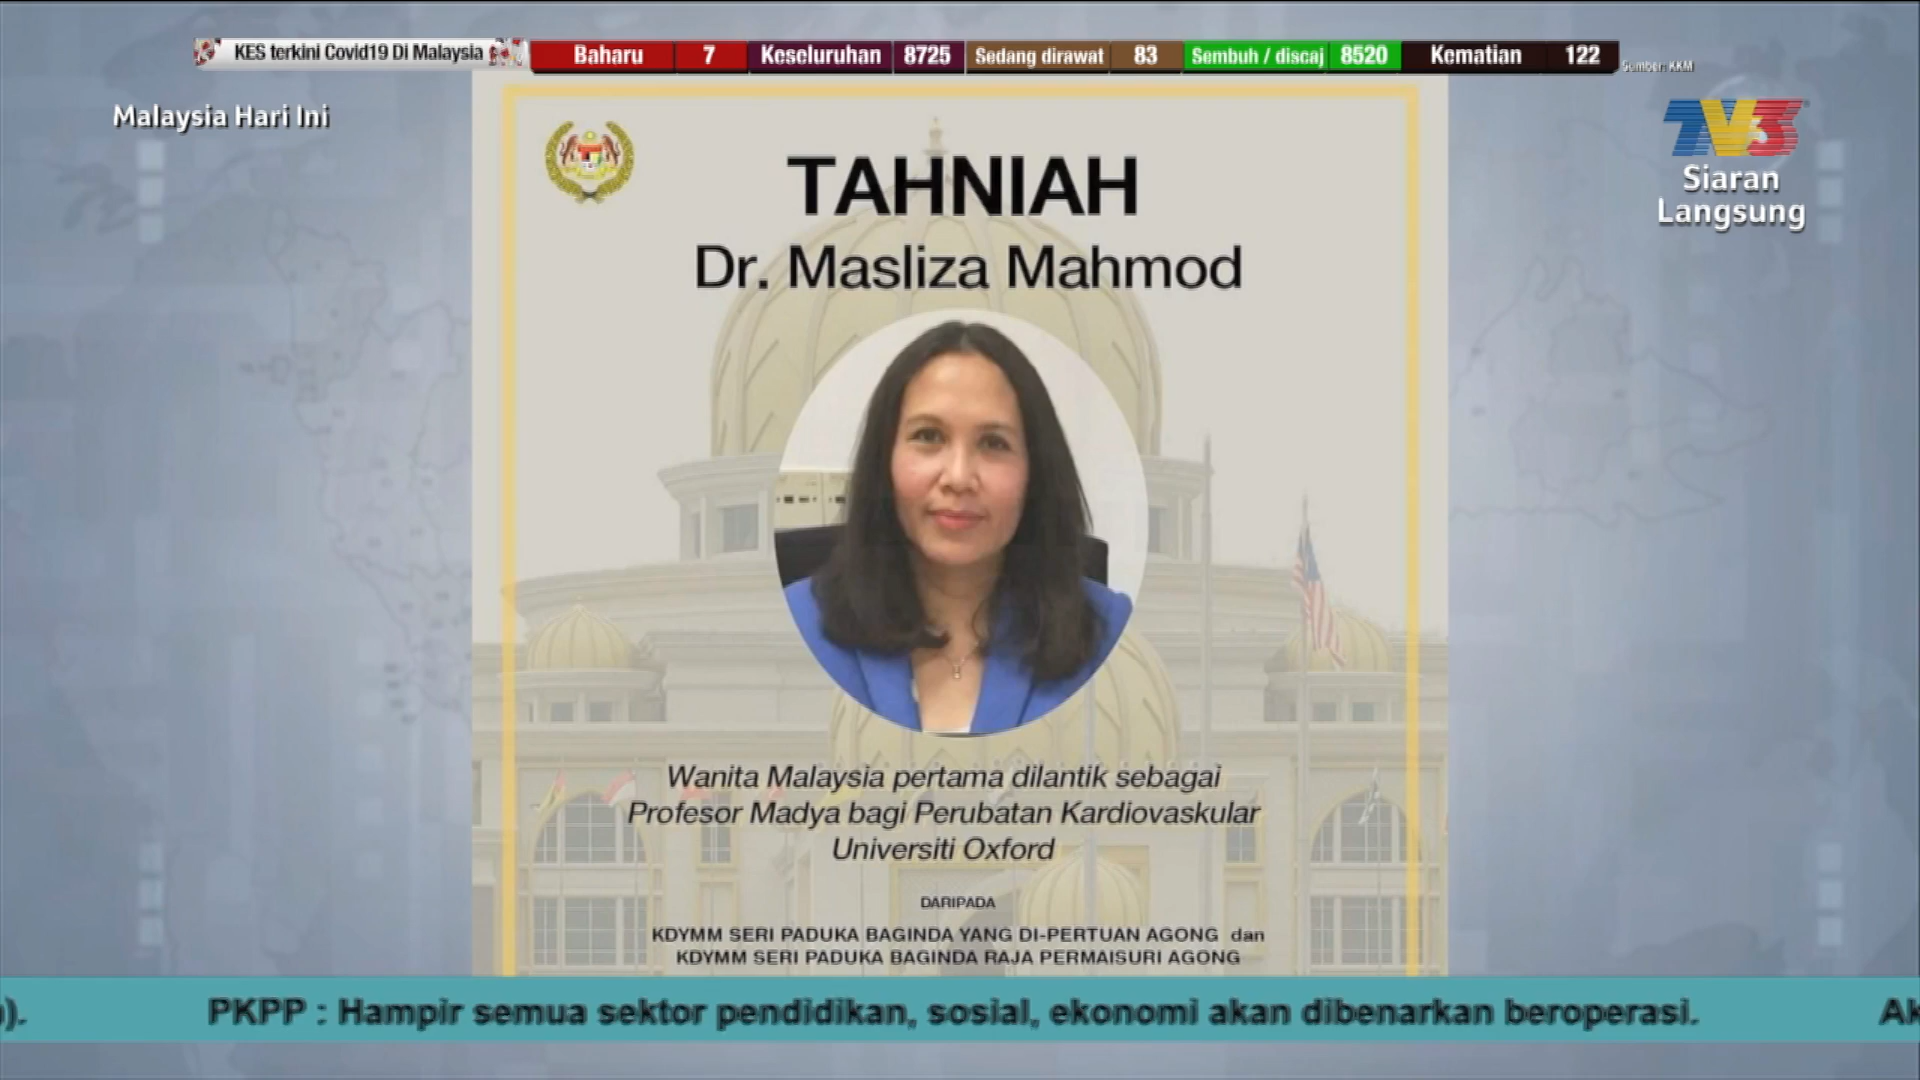 KES terkini Covid19 Di Malaysia Baharu 7 Keseluruhan 8725 Sedang dirawat 83 Sembuh / discaj 8520 Kematian 122
Sumber: KKM
Malaysia Hari Ini
TV3
Siaran
Langsung
TAHNIAH
Dr. Masliza Mahmod
Wanita Malaysia pertama dilantik sebagai
Profesor Madya bagi Perubatan Kardiovaskular
Universiti Oxford
DARIPADA
KDYMM SERI PADUKA BAGINDA YANG DI-PERTUAN AGONG dan
KDYMM SERI PADUKA BAGINDA RAJA PERMAISURI AGONG
). PKPP : Hampir semua sektor pendidikan, sosial, ekonomi akan dibenarkan beroperasi. Ak